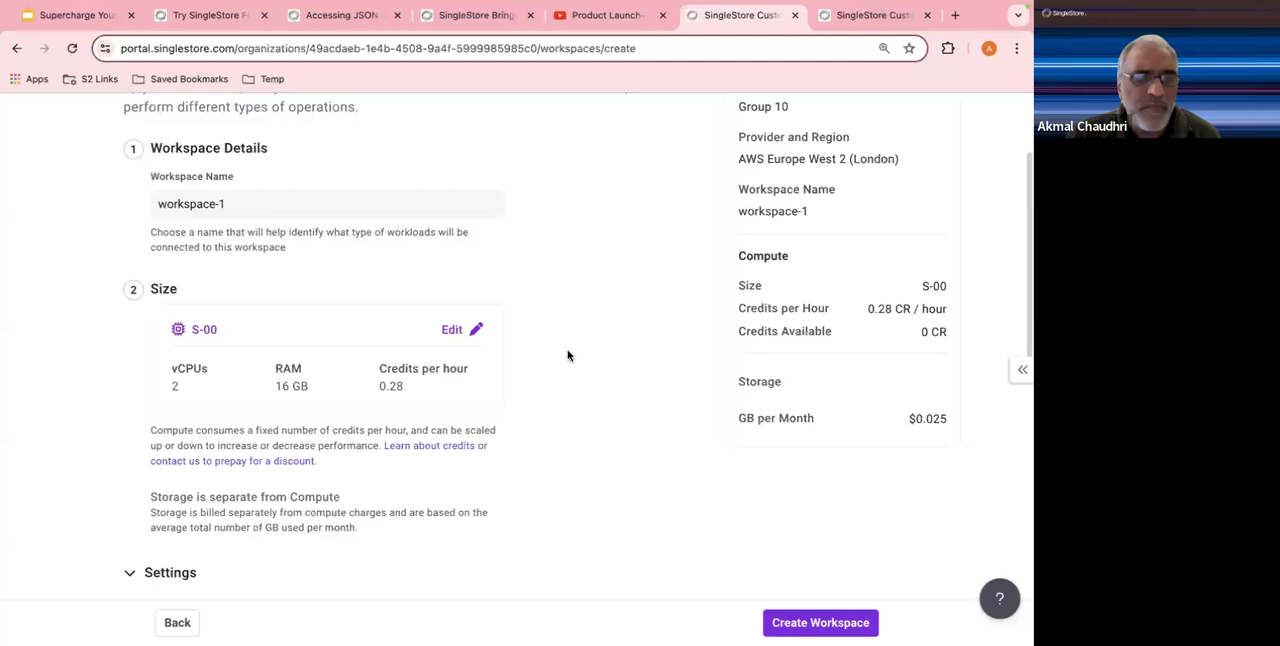 Supercharge Your
Try SingleStore F
Accessing JSON
SingleStore Bring
Product Launch-
SingleStore Cust
SingleStore Cust
portal.singlestore.com/organizations/49acdaeb-1e4b-4508-9a4f-5999985985c0/workspaces/create
A
Apps
S2 Links
Saved Bookmarks
Temp
SingleStore
Akmal Chaudhri
perform different types of operations.
1 Workspace Details
Workspace Name
workspace-1
Choose a name that will help identify what type of workloads will be
connected to this workspace
2 Size
S-00
Edit
vCPUs RAM Credits per hour
2 16 GB 0.28
Compute consumes a fixed number of credits per hour, and can be scaled
up or down to increase or decrease performance. Learn about credits or
contact us to prepay for a discount.
Storage is separate from Compute
Storage is billed separately from compute charges and are based on the
average total number of GB used per month.
Settings
Back
Create Workspace
?
Group 10
Provider and Region
AWS Europe West 2 (London)
Workspace Name
workspace-1
Compute
Size S-00
Credits per Hour 0.28 CR / hour
Credits Available 0 CR
Storage
GB per Month $0.025